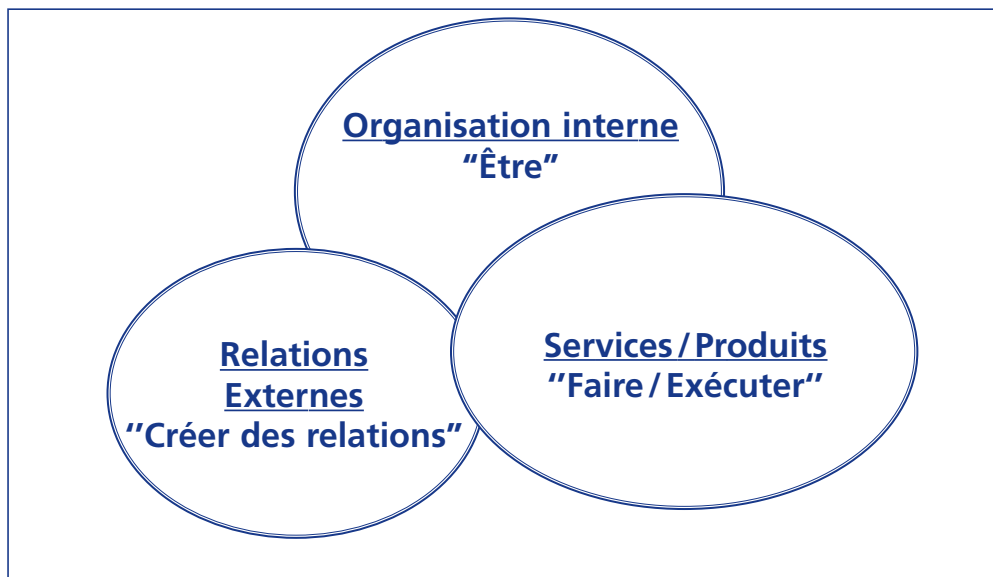 Organisation interne
“Être”
Relations
Externes
‘‘Créer des relations”
Services / Produits
‘‘Faire / Exécuter‘‘